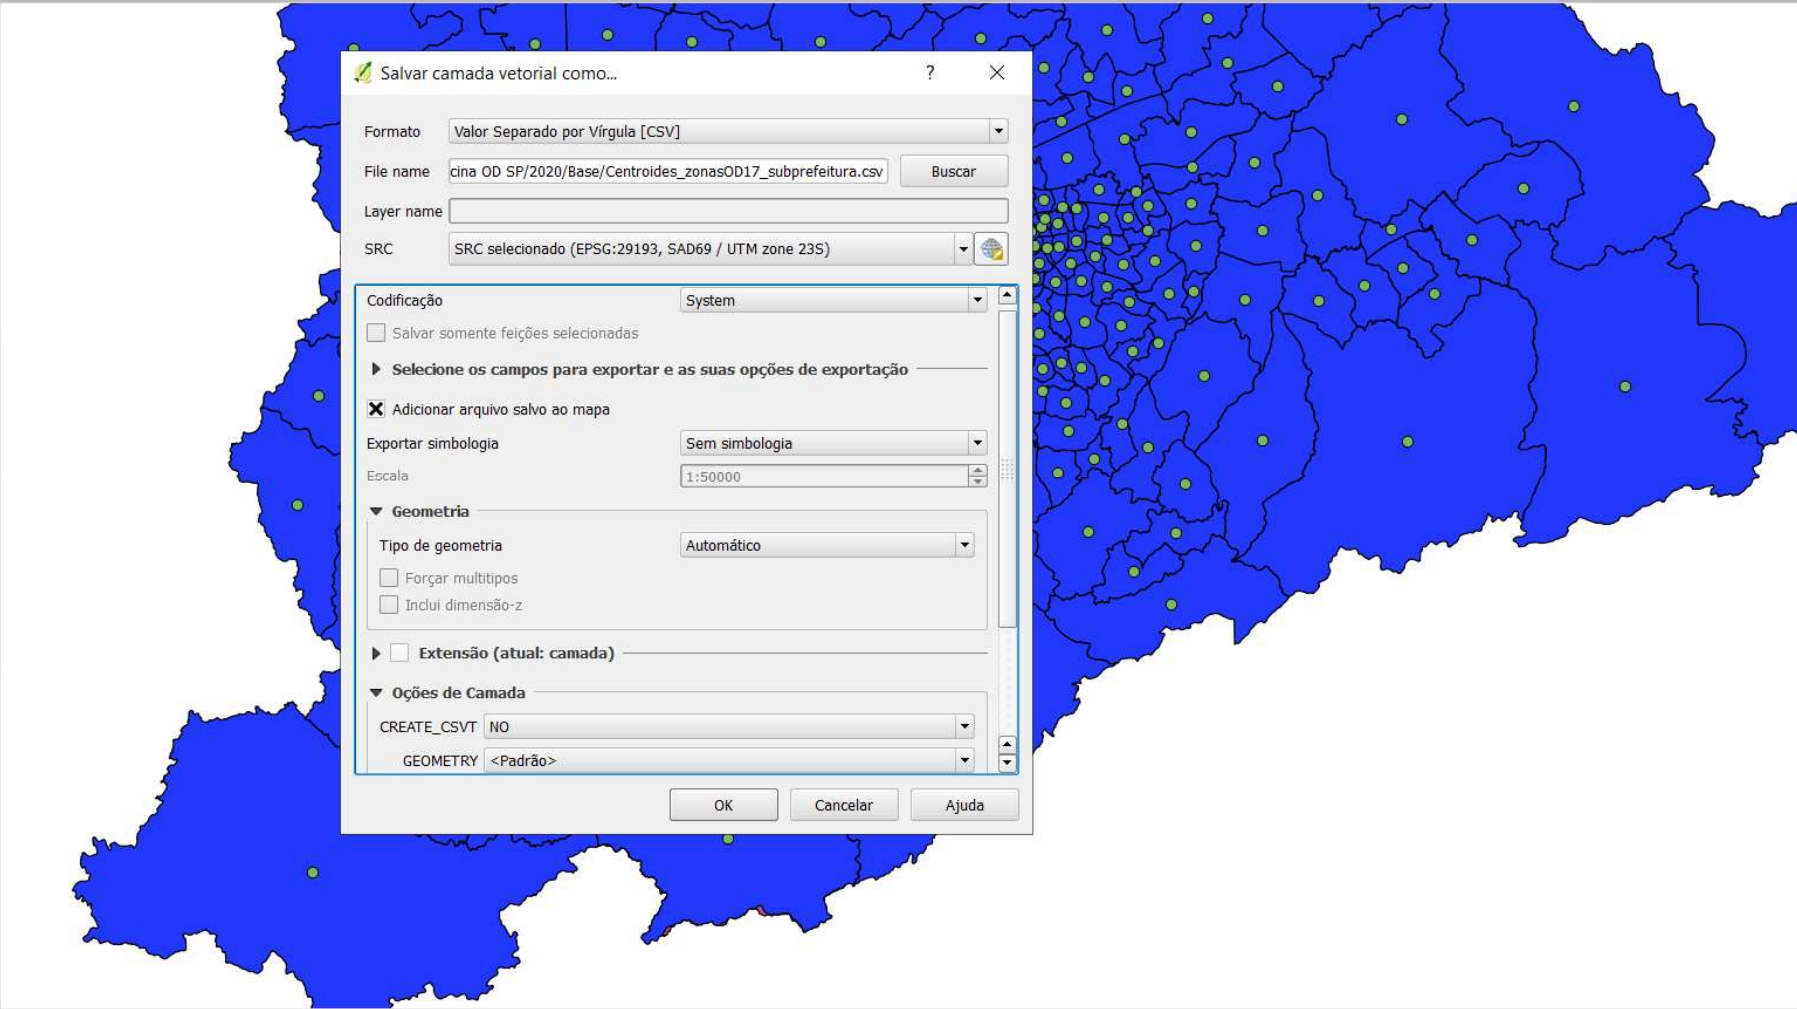 Salvar camada vetorial como...
?
Formato Valor Separado por Vírgula [CSV]
File name cina OD SP/2020/Base/Centroides_zonasOD17_subprefeitura.csv Buscar
Layer name
SRC SRC selecionado (EPSG:29193, SAD69 / UTM zone 23S)
Codificação System
Salvar somente feições selecionadas
Selecione os campos para exportar e as suas opções de exportação
Adicionar arquivo salvo ao mapa
Exportar simbologia Sem simbologia
Escala 1:50000
Geometria
Tipo de geometria Automático
Forçar multitipos
Inclui dimensão-z
Extensão (atual: camada)
Oções de Camada
CREATE_CSVT NO
GEOMETRY <Padrão>
OK Cancelar Ajuda